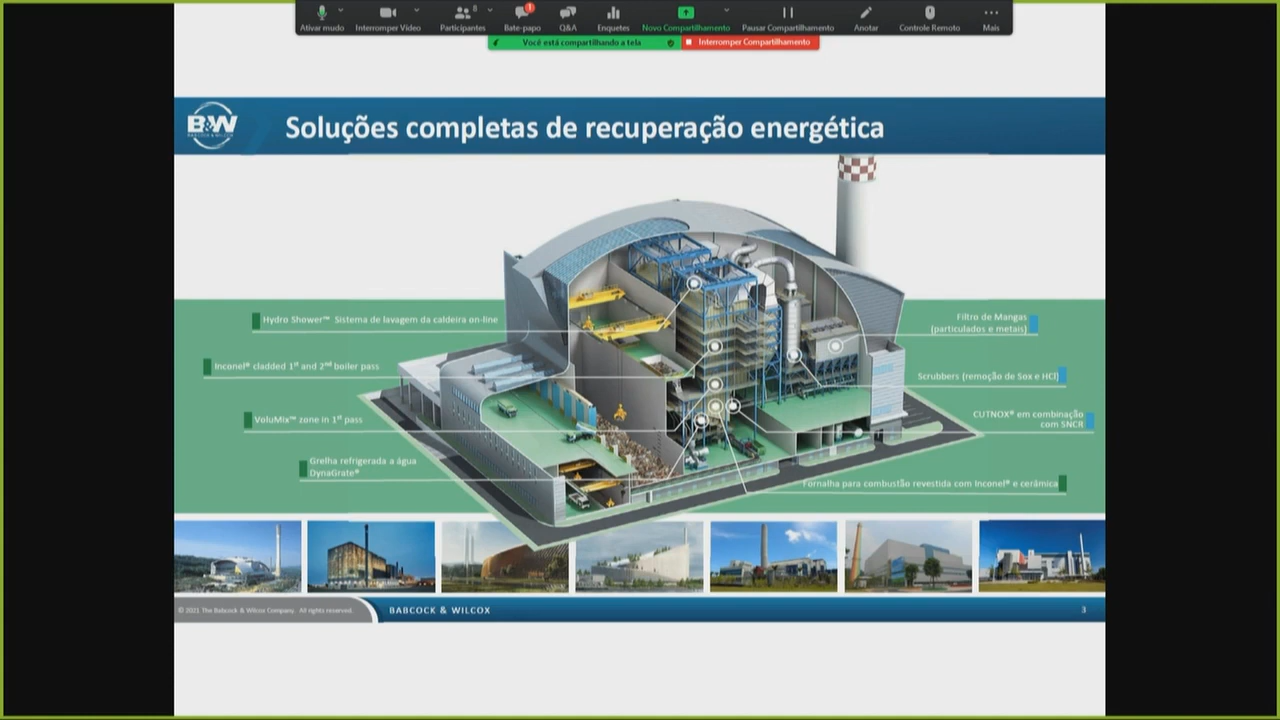 Ativar mudo
Interromper Vídeo
Participantes
8
Bate-papo
1
Q&A
Enquetes
Novo Compartilhamento
Pausar Compartilhamento
Anotar
Controle Remoto
Mais
Você está compartilhando a tela
Interromper Compartilhamento
B&W
BABCOCK & WILCOX
Soluções completas de recuperação energética
Hydro Shower™ Sistema de lavagem da caldeira on-line
Inconel® cladded 1st and 2nd boiler pass
VoluMix™ zone in 1st pass
Grelha refrigerada a água
DynaGrate®
Filtro de Mangas
(particulados e metais)
Scrubbers (remoção de Sox e HCl)
CUTNOX® em combinação
com SNCR
Fornalha para combustão revestida com Inconel® e cerâmica
© 2021 The Babcock & Wilcox Company. All rights reserved.
BABCOCK & WILCOX
3